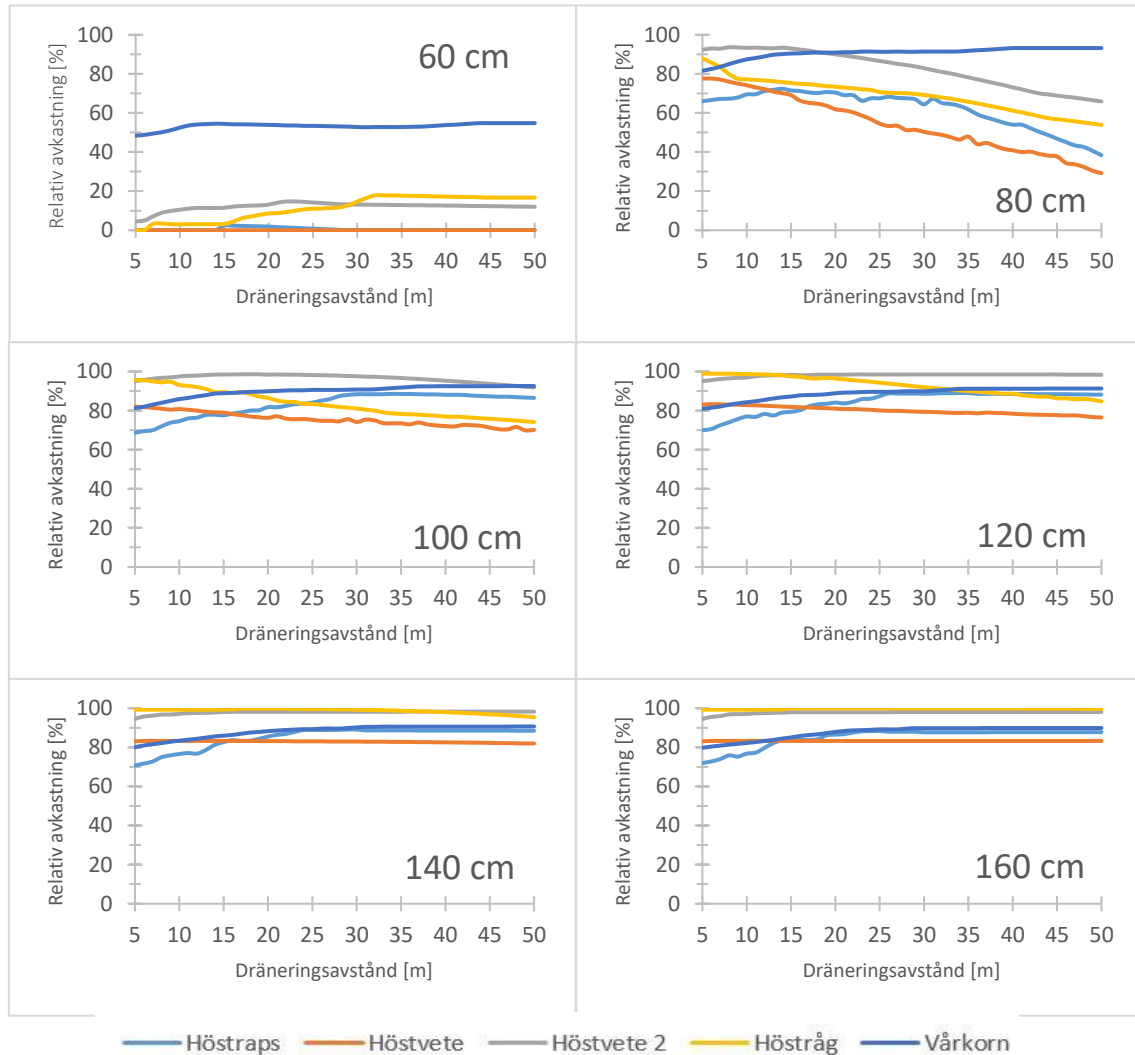 Relativ avkastning [%]
100
80
60
40
20
0
60 cm
5 10 15 20 25 30 35 40 45 50
Dräneringsavstånd [m]
Relativ avkastning [%]
100
80
60
40
20
0
80 cm
5 10 15 20 25 30 35 40 45 50
Dräneringsavstånd [m]
Relativ avkastning [%]
100
80
60
40
20
0
100 cm
5 10 15 20 25 30 35 40 45 50
Dräneringsavstånd [m]
Relativ avkastning [%]
100
80
60
40
20
0
120 cm
5 10 15 20 25 30 35 40 45 50
Dräneringsavstånd [m]
Relativ avkastning [%]
100
80
60
40
20
0
140 cm
5 10 15 20 25 30 35 40 45 50
Dräneringsavstånd [m]
Relativ avkastning [%]
100
80
60
40
20
0
160 cm
5 10 15 20 25 30 35 40 45 50
Dräneringsavstånd [m]
Höstraps Höstvete Höstvete 2 Höstråg Vårkorn